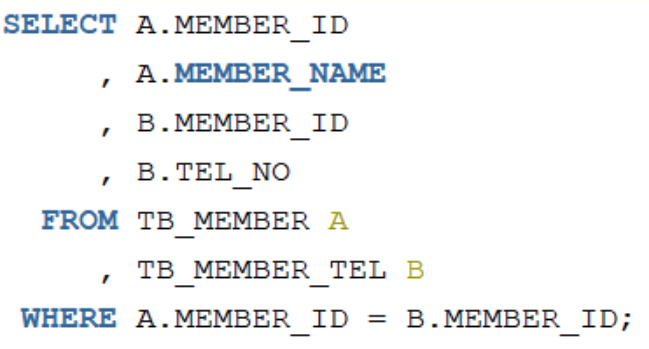 SELECT A.MEMBER_ID
, A.MEMBER_NAME
, B.MEMBER_ID
, B.TEL_NO
FROM TB_MEMBER A
, TB_MEMBER_TEL B
WHERE A.MEMBER_ID = B.MEMBER_ID;